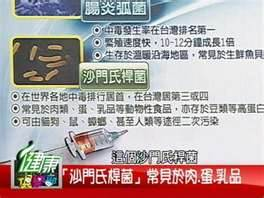 腸炎弧菌
中毒發生率在台灣排名第一
繁殖速度快，10-12分鐘成長1倍
生存於溫暖沿海地區，常見於生鮮魚貝
沙門氏桿菌
在世界各地中毒排行居首，在台灣居第三或四
常見於肉類、蛋、乳品等動物性食品，亦存於豆類等高蛋白
可由貓狗、鼠、蟑螂、甚至人類等途徑二次污染
這個沙門氏桿菌
健康
「沙門氏桿菌」常見於肉.蛋.乳品